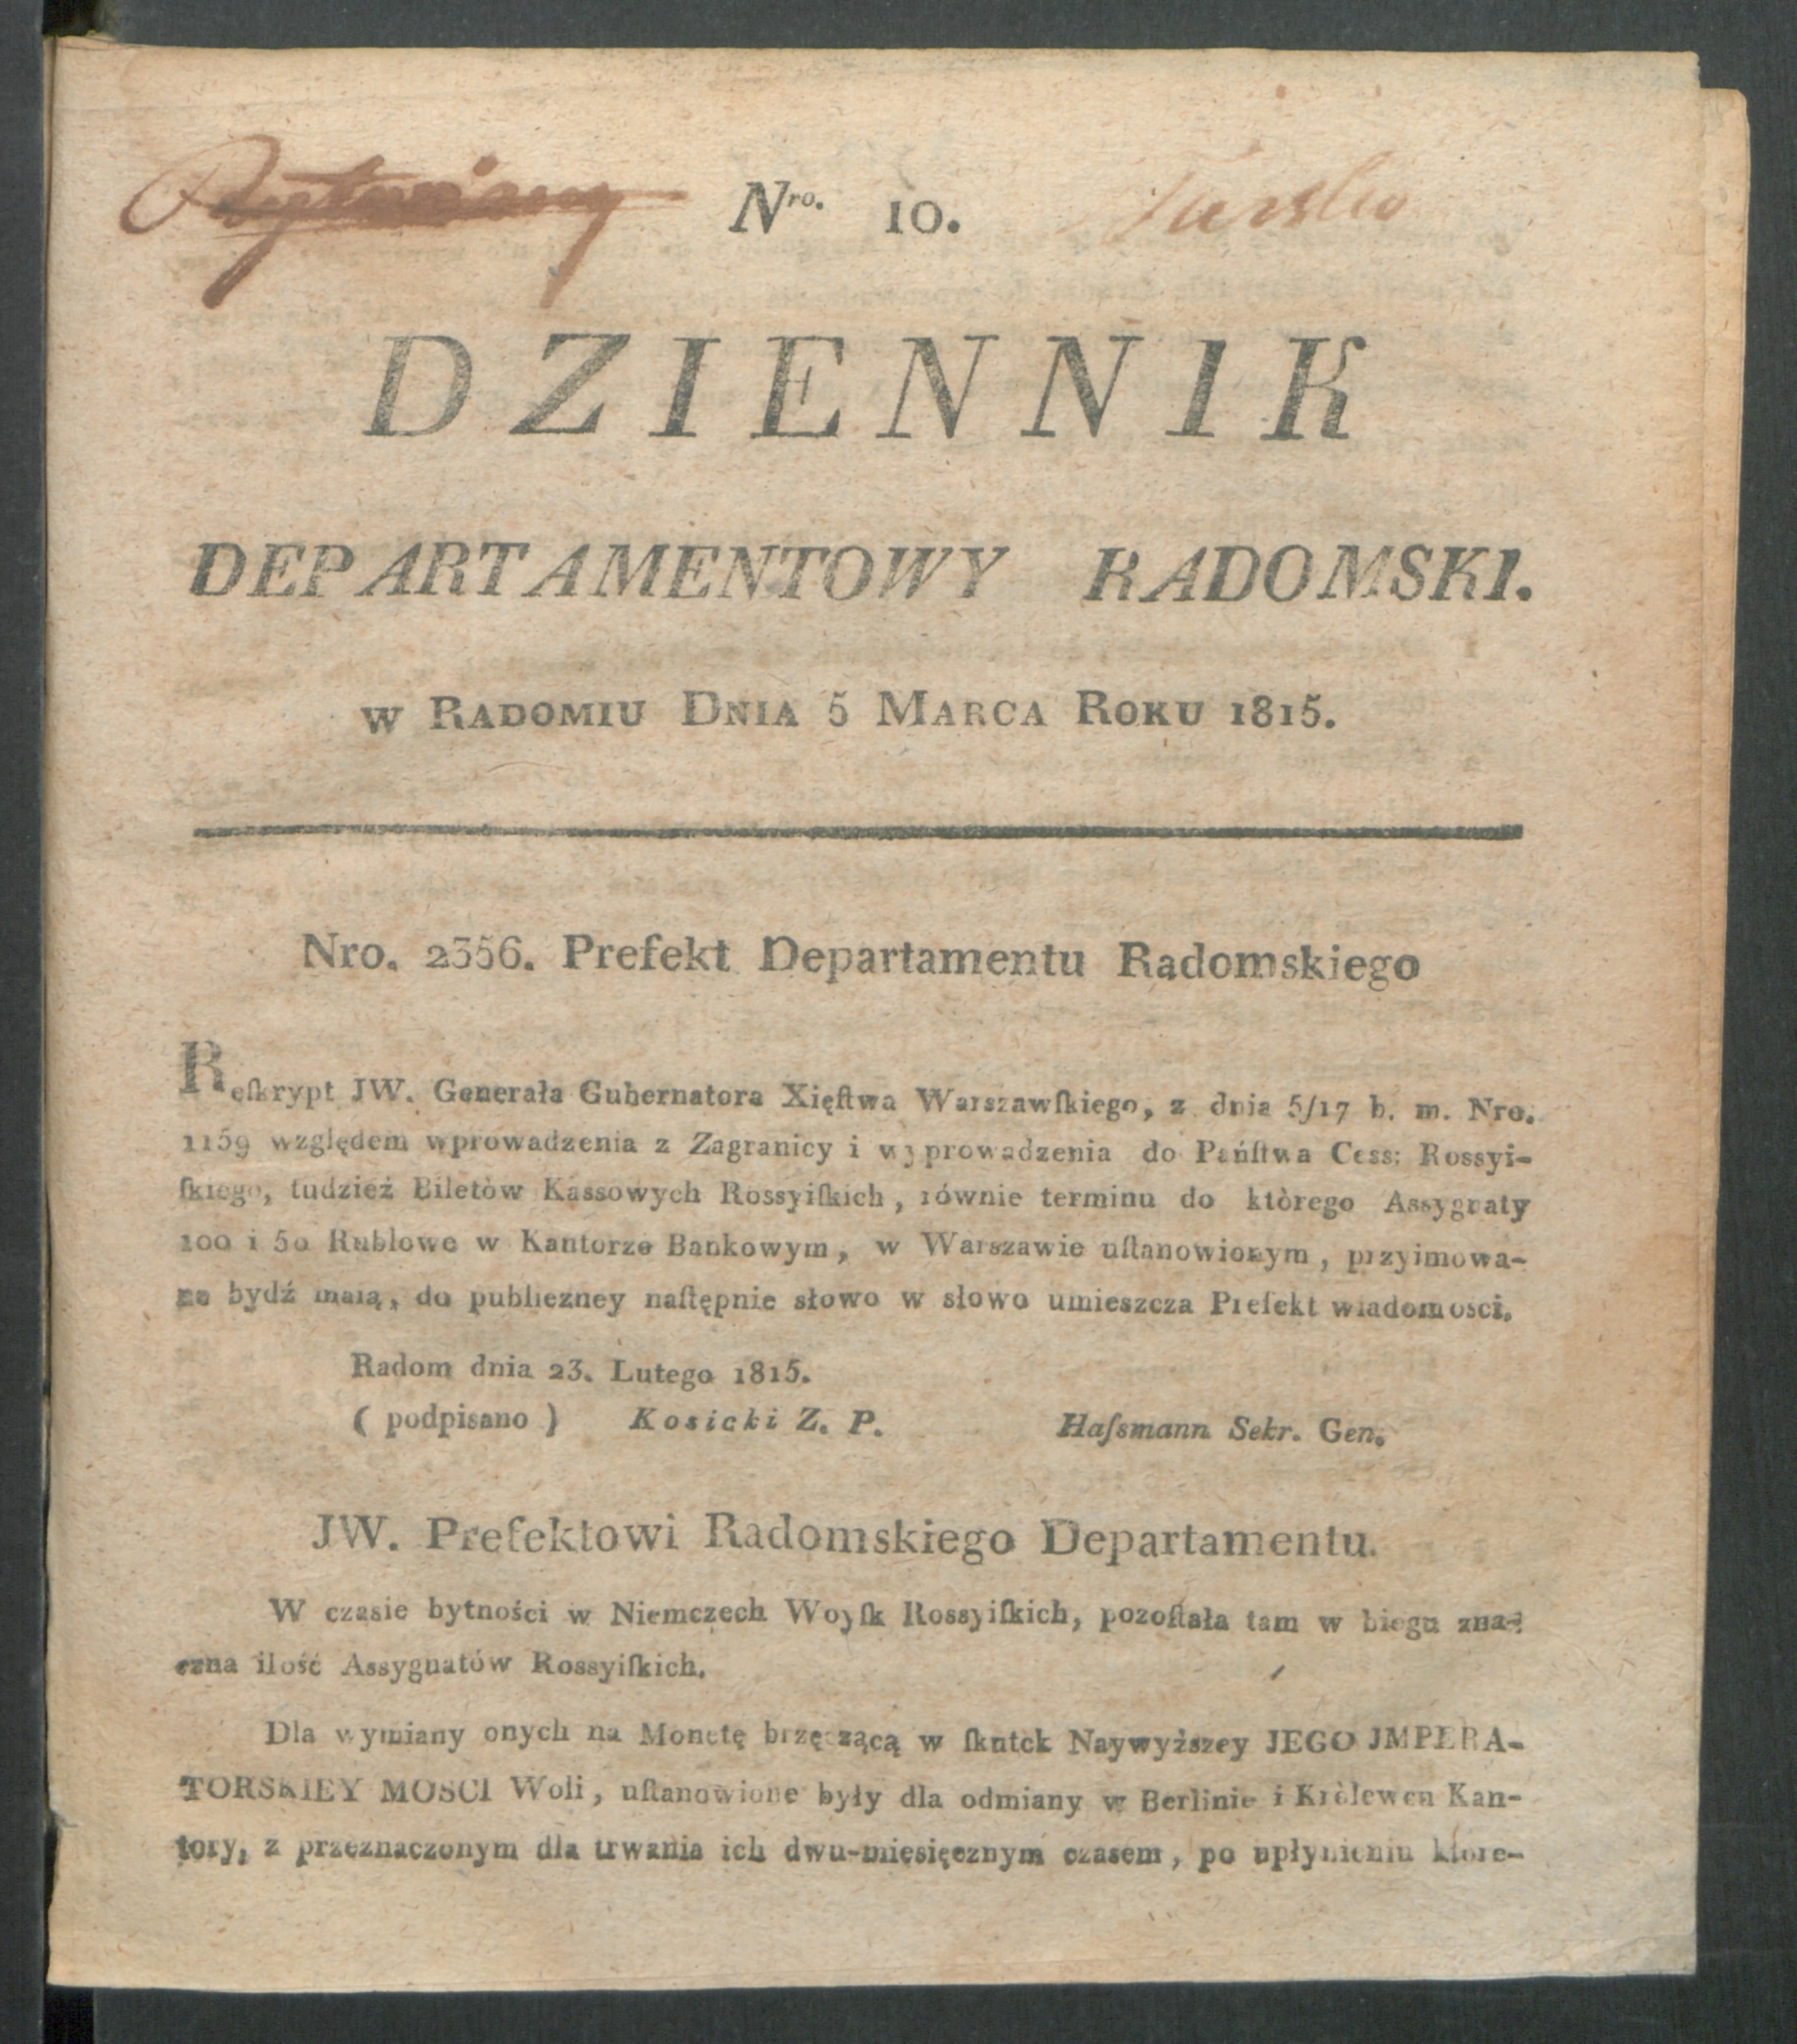 Nro. 10.
DZIENNIK
DEPARTAMENTOWY RADOMSKI.
w Radomiu Dnia 5 Marca Roku 1815.
Nro. 2356. Prefekt Departamentu Radomskiego
Reſkrypt JW. Generała Gubernatora Xięſtwa Warszawſkiego, z dnia 5/17 b. m. Nro.
1159 względem wprowadzenia z Zagranicy i wyprowadzenia do Pańſtwa Cess: Rossyi-
ſkiego, tudzież Biletòw Kassowych Rossyiſkich, równie terminu do ktòrego Assygnaty
100 i 50 Rublowe w Kantorze Bankowym, w Warszawie uſtanowionym, przyimowa-
ne bydź maią, do publiczney naſtępnie słowo w słowo umieszcza Prefekt wiadomosci.
Radom dnia 23. Lutego 1815.
( podpisano ) Kosicki Z. P. Haſsmann Sekr. Gen.
JW. Prefektowi Radomskiego Departamentu.
W czasie bytności w Niemczech Woyſk Rossyiſkich, pozoſtała tam w biegu zna-
czna ilość Assygnatów Rossyiſkich.
Dla wymiany onych na Monetę brzęczącą w ſkutek Naywyższey JEGO JMPERA-
TORSKIEY MOSCI Woli, uſtanowione były dla odmiany w Berlinie i Kròlewcu Kan-
tory, z przeznaczonym dla trwania ich dwu-mięsięcznym czasem, po upłynieniu ktore-